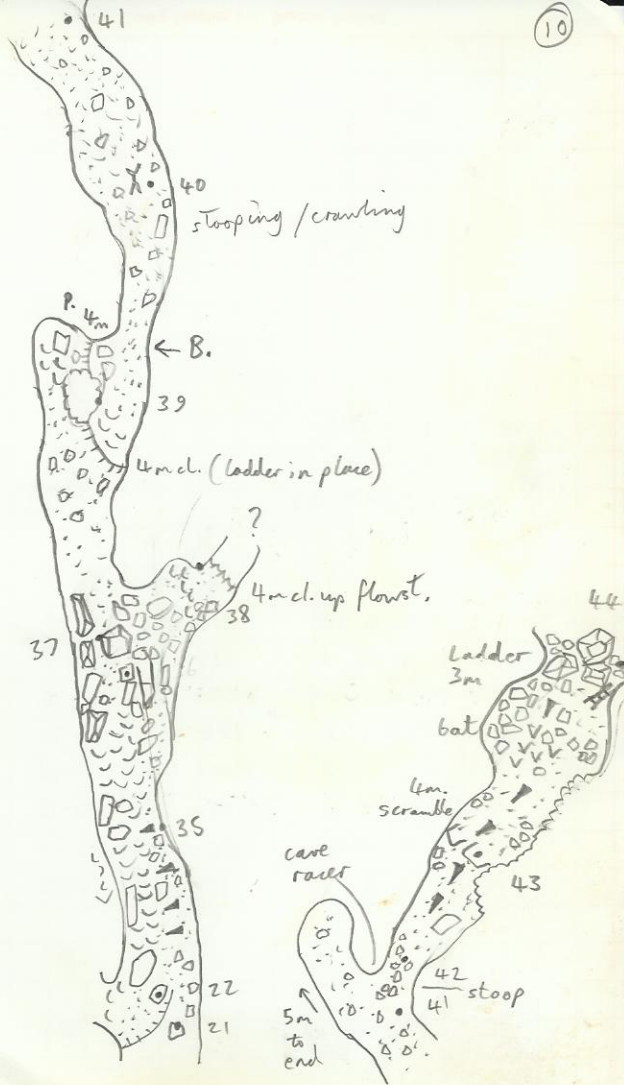 10
41
40
stooping / crawling
P. 4m
← B.
39
4m cl. (ladder in place)
?
4m cl. up flowst.
38
37
35
22
21
44
Ladder
3m
bat
4m.
scramble
43
cave
racer
42
41
stoop
5m
to
end